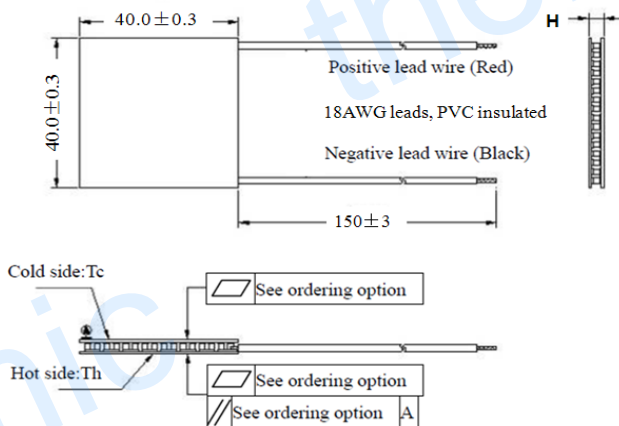 40.0±0.3
H
40.0±0.3
Positive lead wire (Red)
18AWG leads, PVC insulated
Negative lead wire (Black)
150±3
Cold side:Tc
See ordering option
A
Hot side:Th
See ordering option
See ordering option A